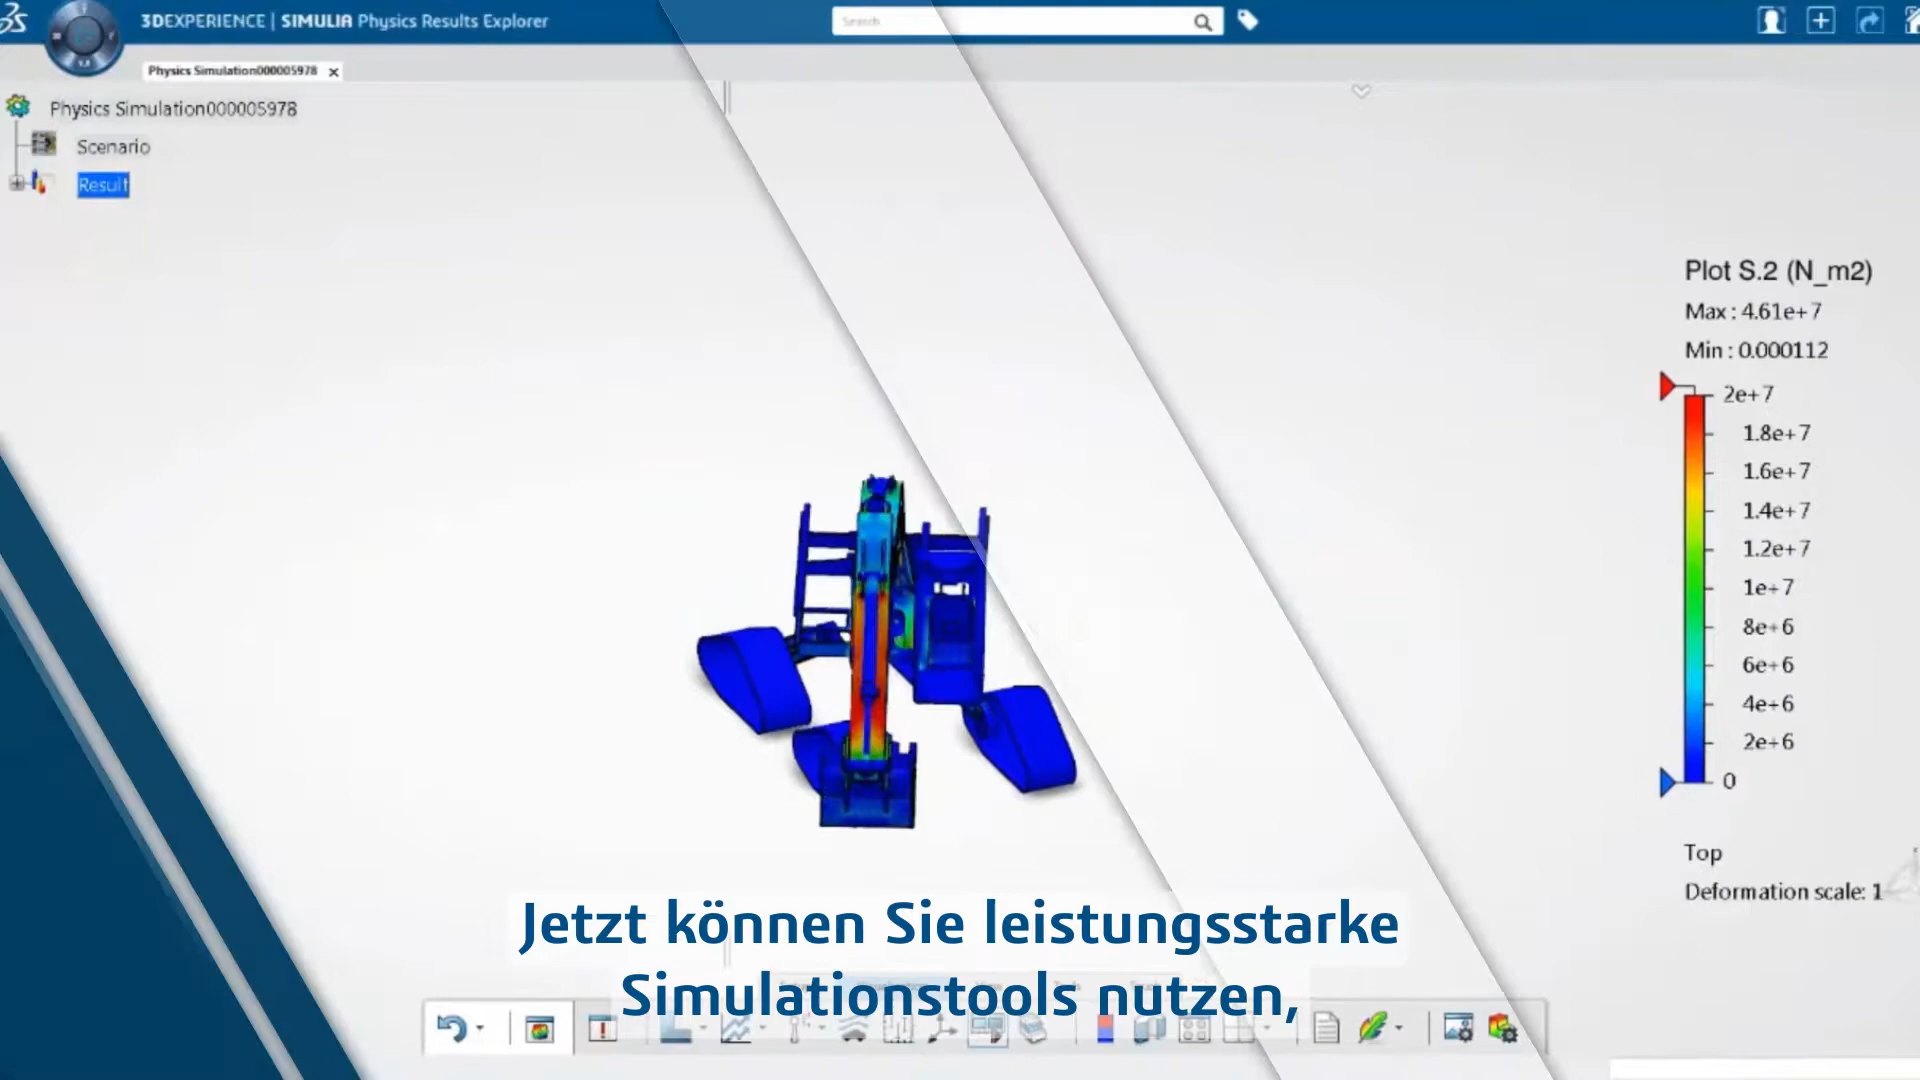 3DEXPERIENCE | SIMULIA Physics Results Explorer
Search
Physics Simulation000005978
Physics Simulation000005978
Scenario
Result
Plot S.2 (N_m2)
Max : 4.61e+7
Min : 0.000112
2e+7
1.8e+7
1.6e+7
1.4e+7
1.2e+7
1e+7
8e+6
6e+6
4e+6
2e+6
0
Top
Deformation scale: 1
Jetzt können Sie leistungsstarke
Simulationstools nutzen,